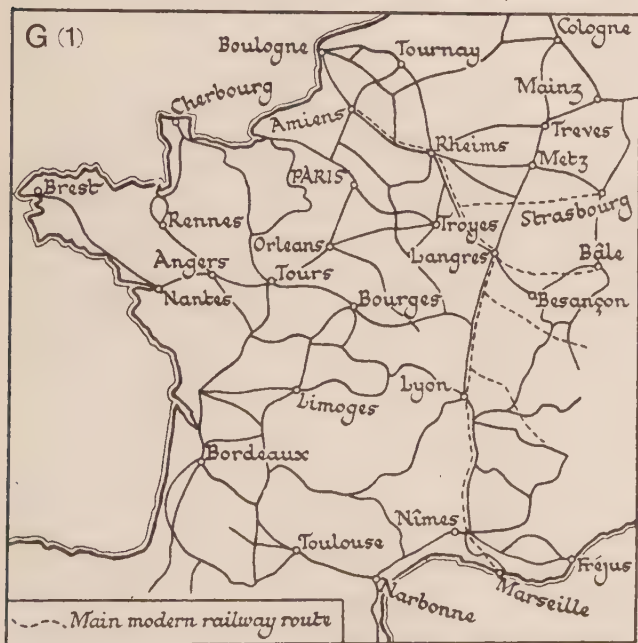 G (1)
Cologne
Boulogne
Tournay
Mainz
Cherbourg
Amiens
Treves
Rheims
Metz
PARIS
Brest
Strasbourg
Rennes
Troyes
Orleans
Langres
Bâle
Angers
Tours
Nantes
Bourges
Besançon
Lyon
Limoges
Bordeaux
Nîmes
Toulouse
Fréjus
Marseille
Narbonne
Main modern railway route